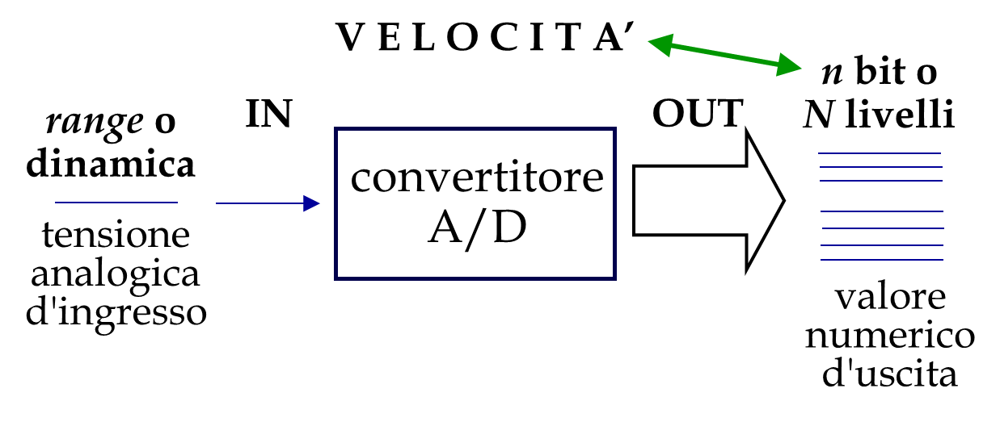 V E L O C I T A’
n bit o
N livelli
range o
dinamica
IN
OUT
convertitore
A/D
tensione
analogica
d'ingresso
valore
numerico
d'uscita